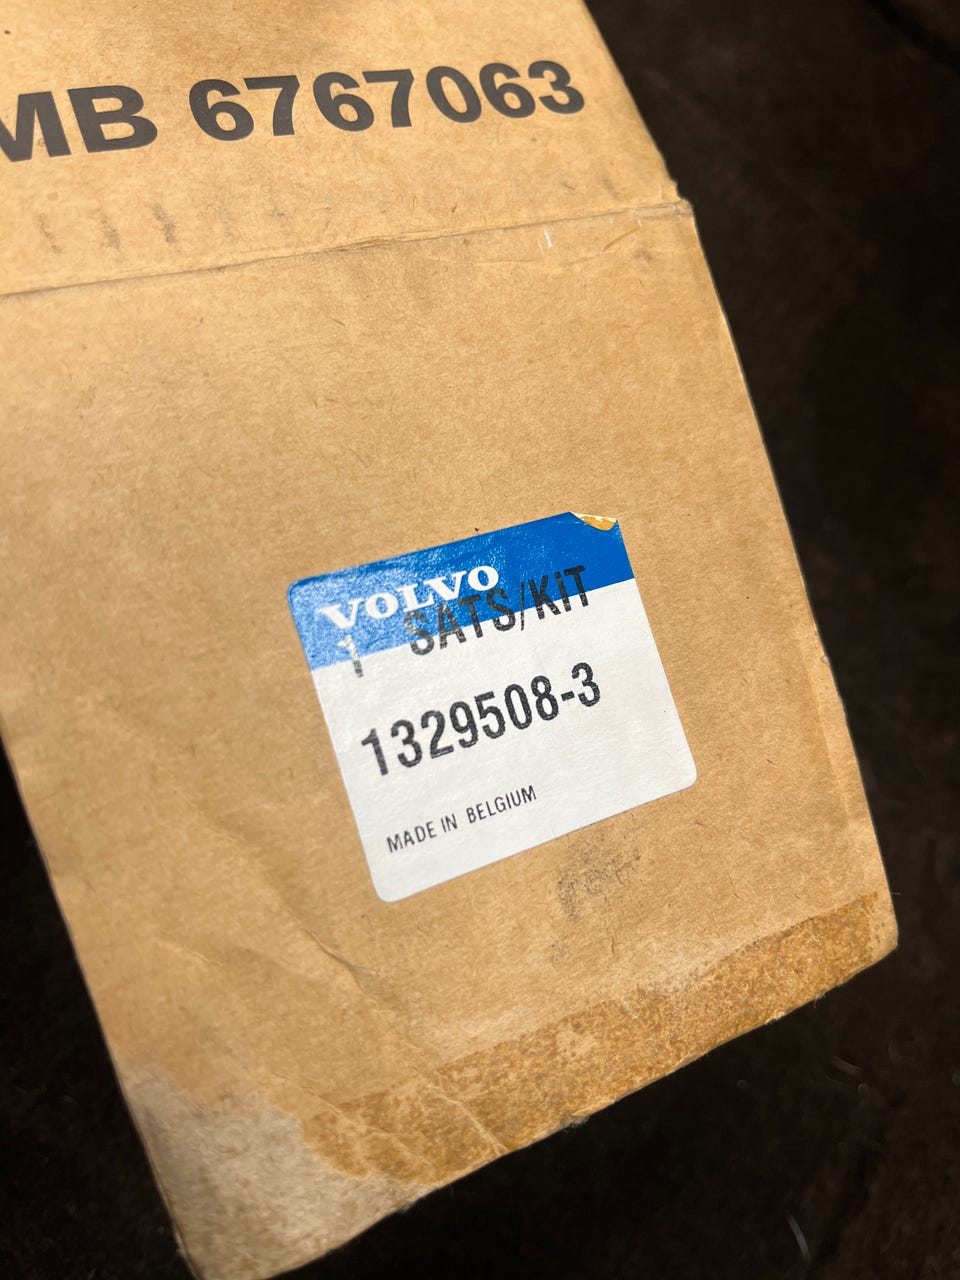 MB 6767063
VOLVO
1 SATS/KIT
1329508-3
MADE IN BELGIUM